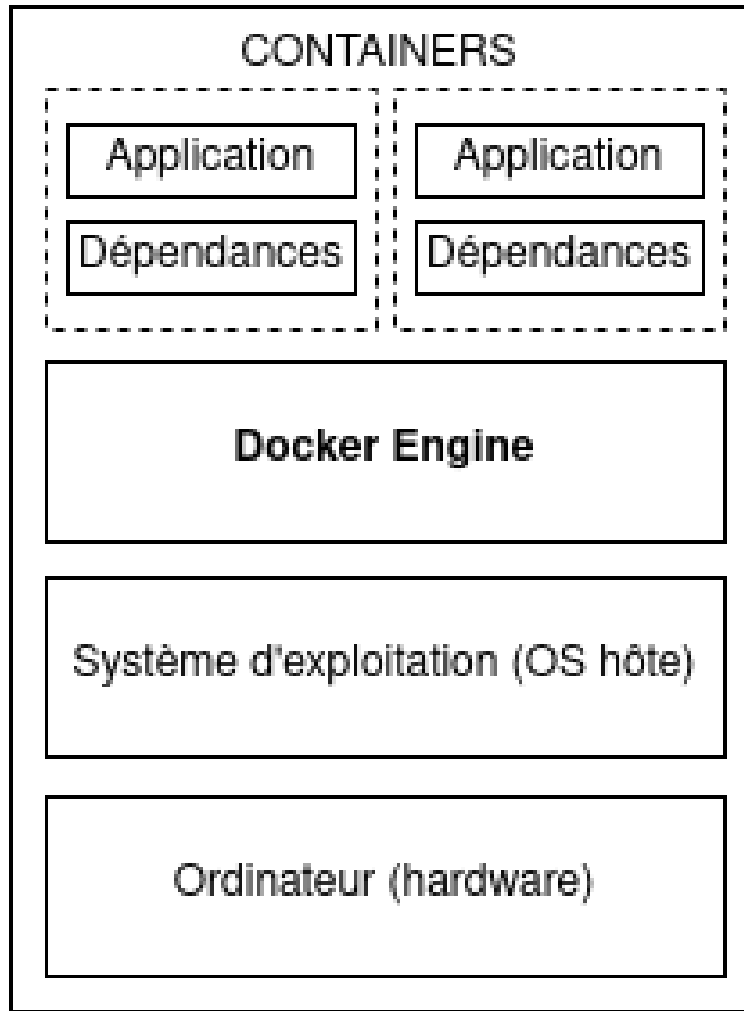 CONTAINERS
Application
Dépendances
Application
Dépendances
Docker Engine
Système d'exploitation (OS hôte)
Ordinateur (hardware)